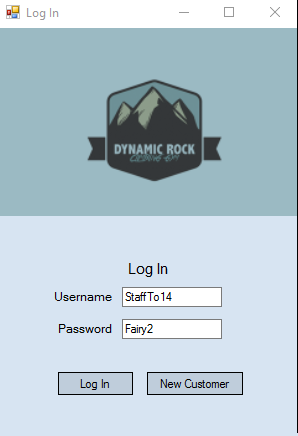 Log In
DYNAMIC ROCK
Log In
Username StaffTo14
Password Fairy2
Log In New Customer